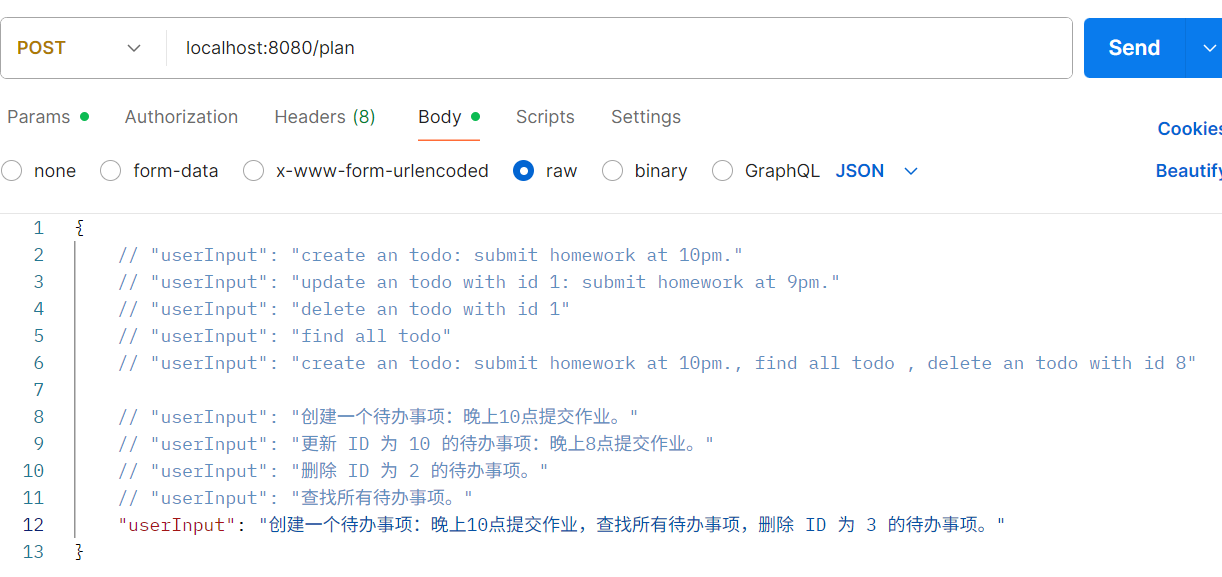 POST
localhost:8080/plan
Send
Params
Authorization
Headers (8)
Body
Scripts
Settings
Cookies
none
form-data
x-www-form-urlencoded
raw
binary
GraphQL
JSON
Beautify
1 {
2 // "userInput": "create an todo: submit homework at 10pm."
3 // "userInput": "update an todo with id 1: submit homework at 9pm."
4 // "userInput": "delete an todo with id 1"
5 // "userInput": "find all todo"
6 // "userInput": "create an todo: submit homework at 10pm., find all todo , delete an todo with id 8"
7
8 // "userInput": "创建一个待办事项：晚上10点提交作业。"
9 // "userInput": "更新 ID 为 10 的待办事项：晚上8点提交作业。"
10 // "userInput": "删除 ID 为 2 的待办事项。"
11 // "userInput": "查找所有待办事项。"
12 "userInput": "创建一个待办事项：晚上10点提交作业，查找所有待办事项，删除 ID 为 3 的待办事项。"
13 }